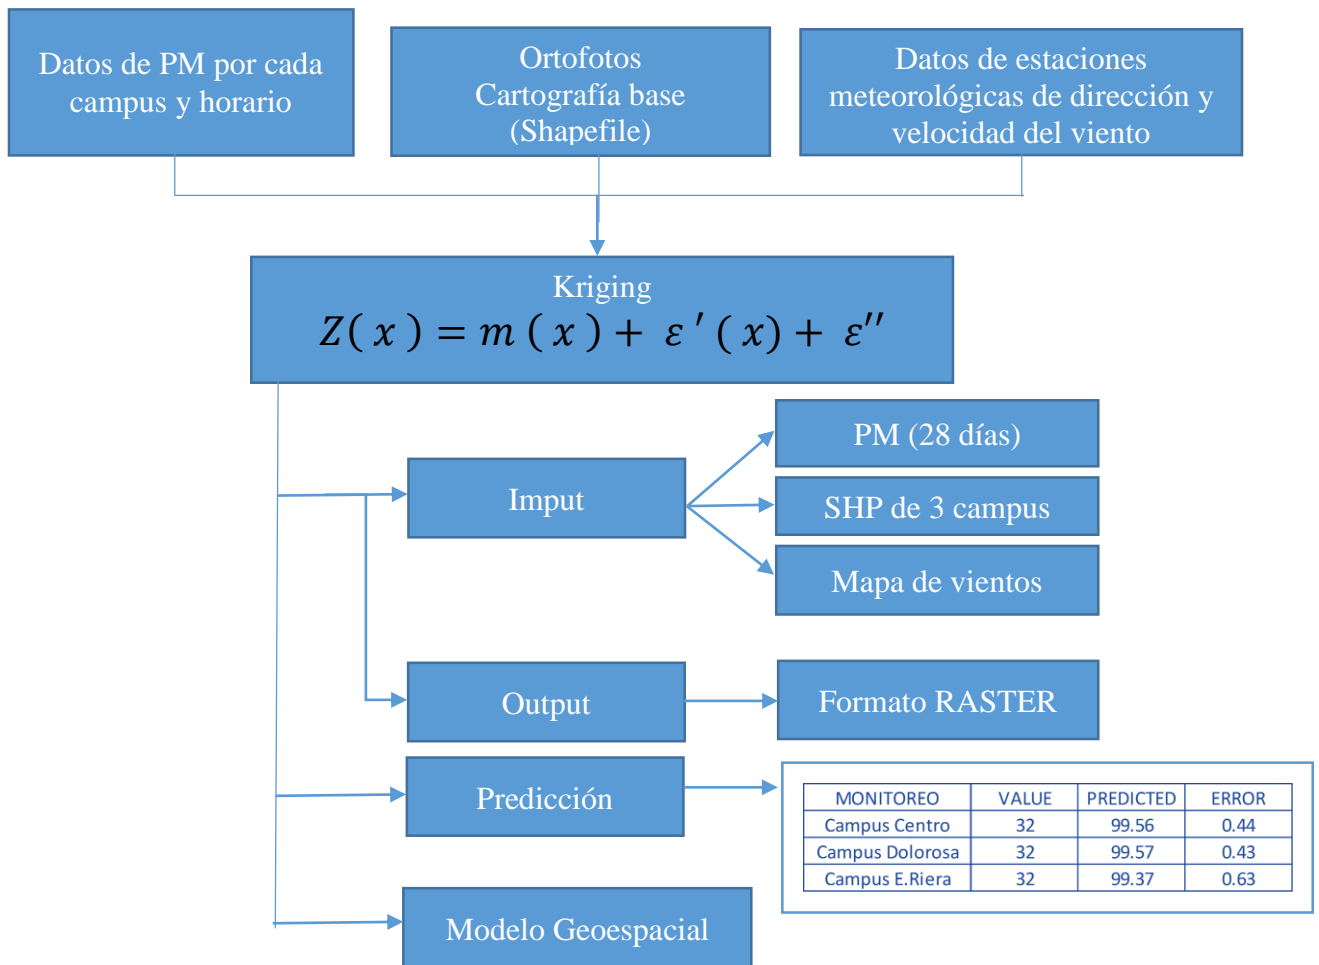 Datos de PM por cada
campus y horario
Ortofotos
Cartografía base
(Shapefile)
Datos de estaciones
meteorológicas de dirección y
velocidad del viento
Kriging
Z( x ) = m ( x ) + ε ′ ( x ) + ε′′
Imput
PM (28 días)
SHP de 3 campus
Mapa de vientos
Output
Formato RASTER
Predicción
MONITOREO VALUE PREDICTED ERROR
Campus Centro 32 99.56 0.44
Campus Dolorosa 32 99.57 0.43
Campus E.Riera 32 99.37 0.63
Modelo Geoespacial